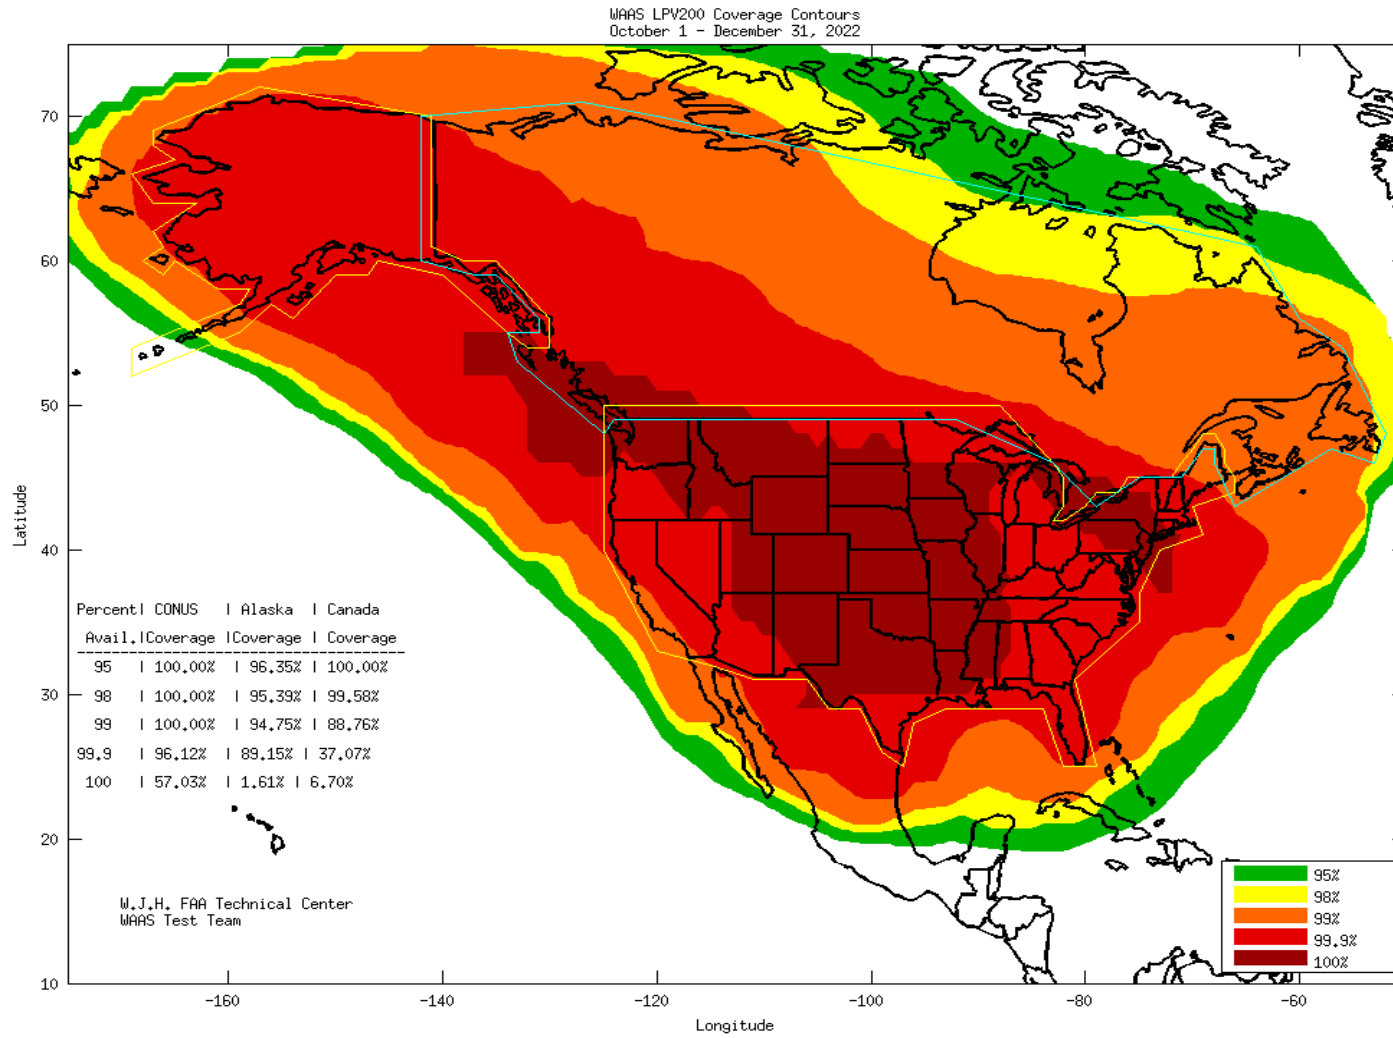 WAAS LPV200 Coverage Contours
October 1 - December 31, 2022
70
60
50
40
30
20
10
Latitude
Percent| CONUS | Alaska | Canada
Avail.|Coverage |Coverage | Coverage
95 | 100.00% | 96.35% | 100.00%
98 | 100.00% | 95.39% | 99.58%
99 | 100.00% | 94.75% | 88.76%
99.9 | 96.12% | 89.15% | 37.07%
100 | 57.03% | 1.61% | 6.70%
W.J.H. FAA Technical Center
WAAS Test Team
95%
98%
99%
99.9%
100%
-160 -140 -120 -100 -80 -60
Longitude